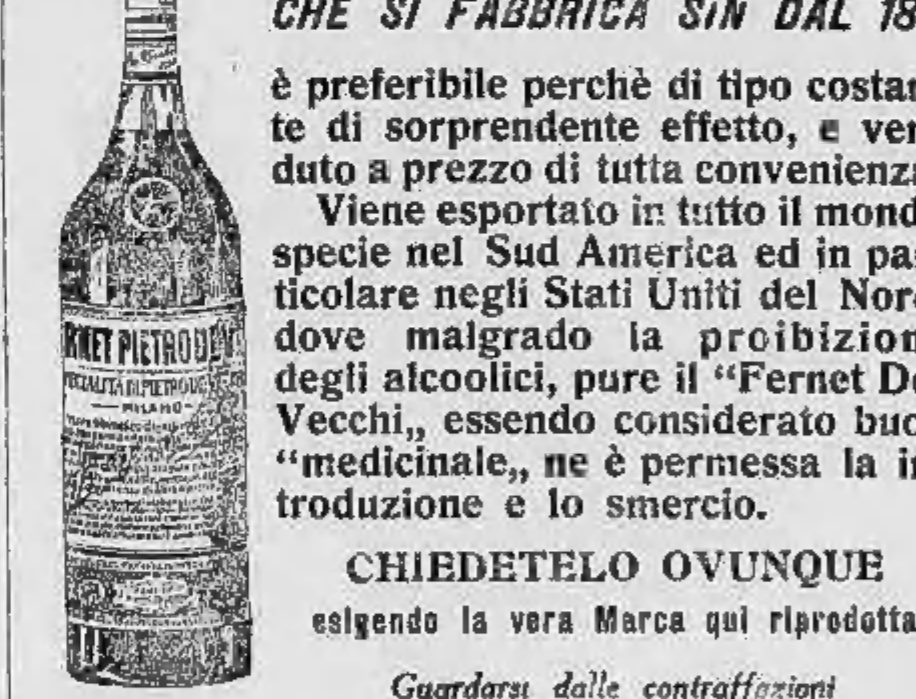 CHE SI FABBRICA SIN DAL 18
è preferibile perchè di tipo costan
te di sorprendente effetto, e ven
duto a prezzo di tutta convenienza
Viene esportato in tutto il mond
specie nel Sud America ed in par
ticolare negli Stati Uniti del Nord
dove malgrado la proibizion
degli alcoolici, pure il “Fernet De
Vecchi„ essendo considerato buo
“medicinale„ ne è permessa la in
troduzione e lo smercio.
CHIEDETELO OVUNQUE
esigendo la vera Marca qui riprodotta
Guardarsi dalle contraffazioni
RNET PIETRO DEV
PIETRO
MILANO